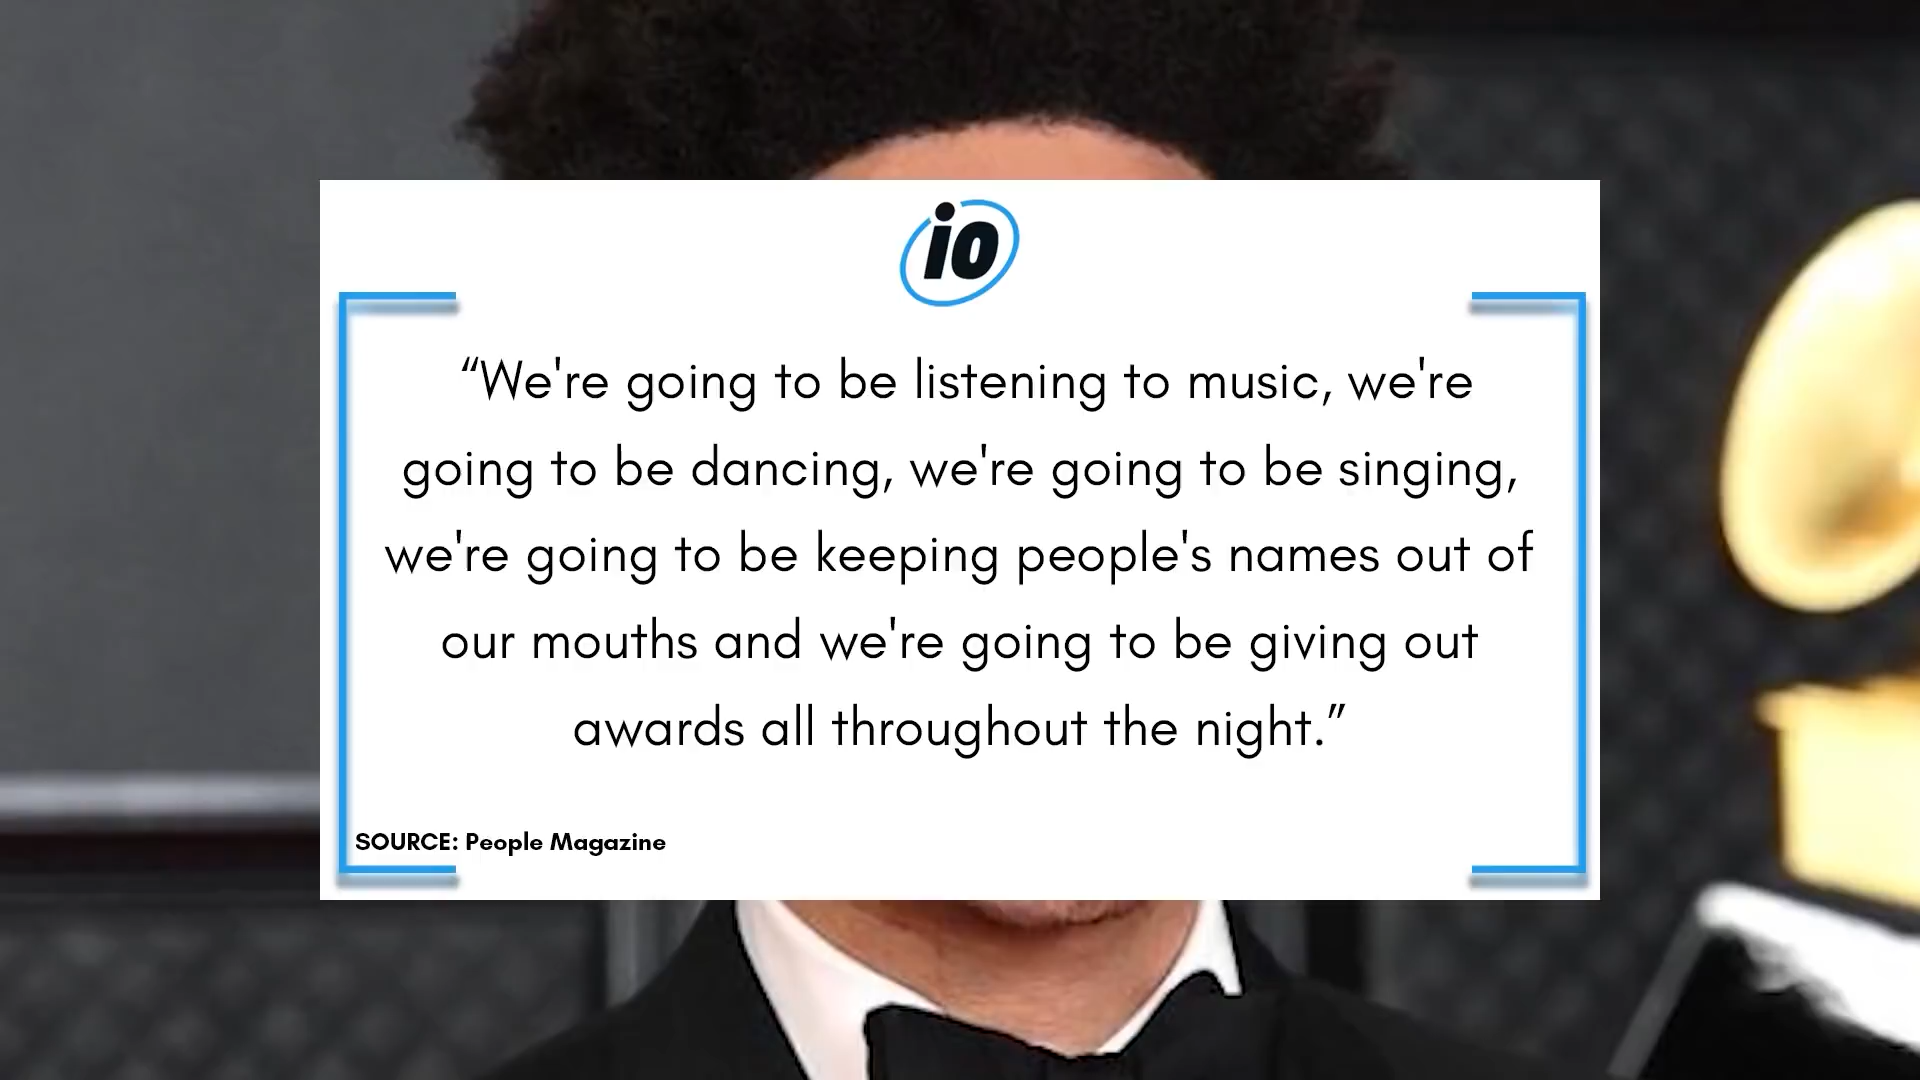 io
“We're going to be listening to music, we're
going to be dancing, we're going to be singing,
we're going to be keeping people's names out of
our mouths and we're going to be giving out
awards all throughout the night.”
SOURCE: People Magazine